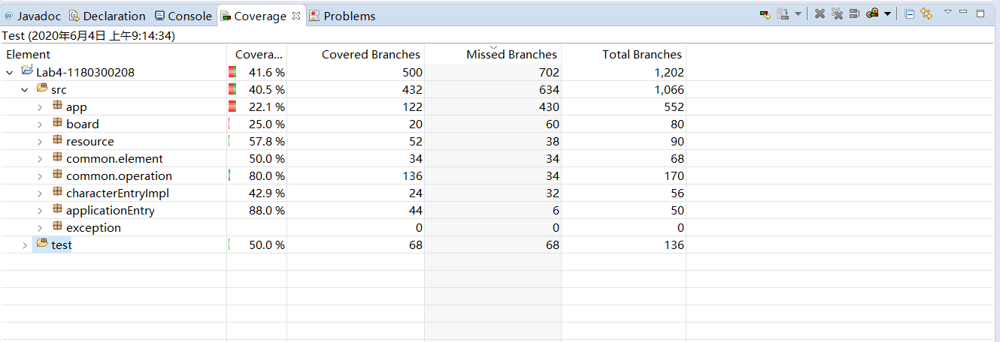 @ Javadoc Declaration Console Coverage Problems
Test (2020年6月4日 上午9:14:34)
Element Covera... Covered Branches Missed Branches Total Branches
Lab4-1180300208 41.6 % 500 702 1,202
src 40.5 % 432 634 1,066
app 22.1 % 122 430 552
board 25.0 % 20 60 80
resource 57.8 % 52 38 90
common.element 50.0 % 34 34 68
common.operation 80.0 % 136 34 170
characterEntryImpl 42.9 % 24 32 56
applicationEntry 88.0 % 44 6 50
exception 0 0 0
test 50.0 % 68 68 136